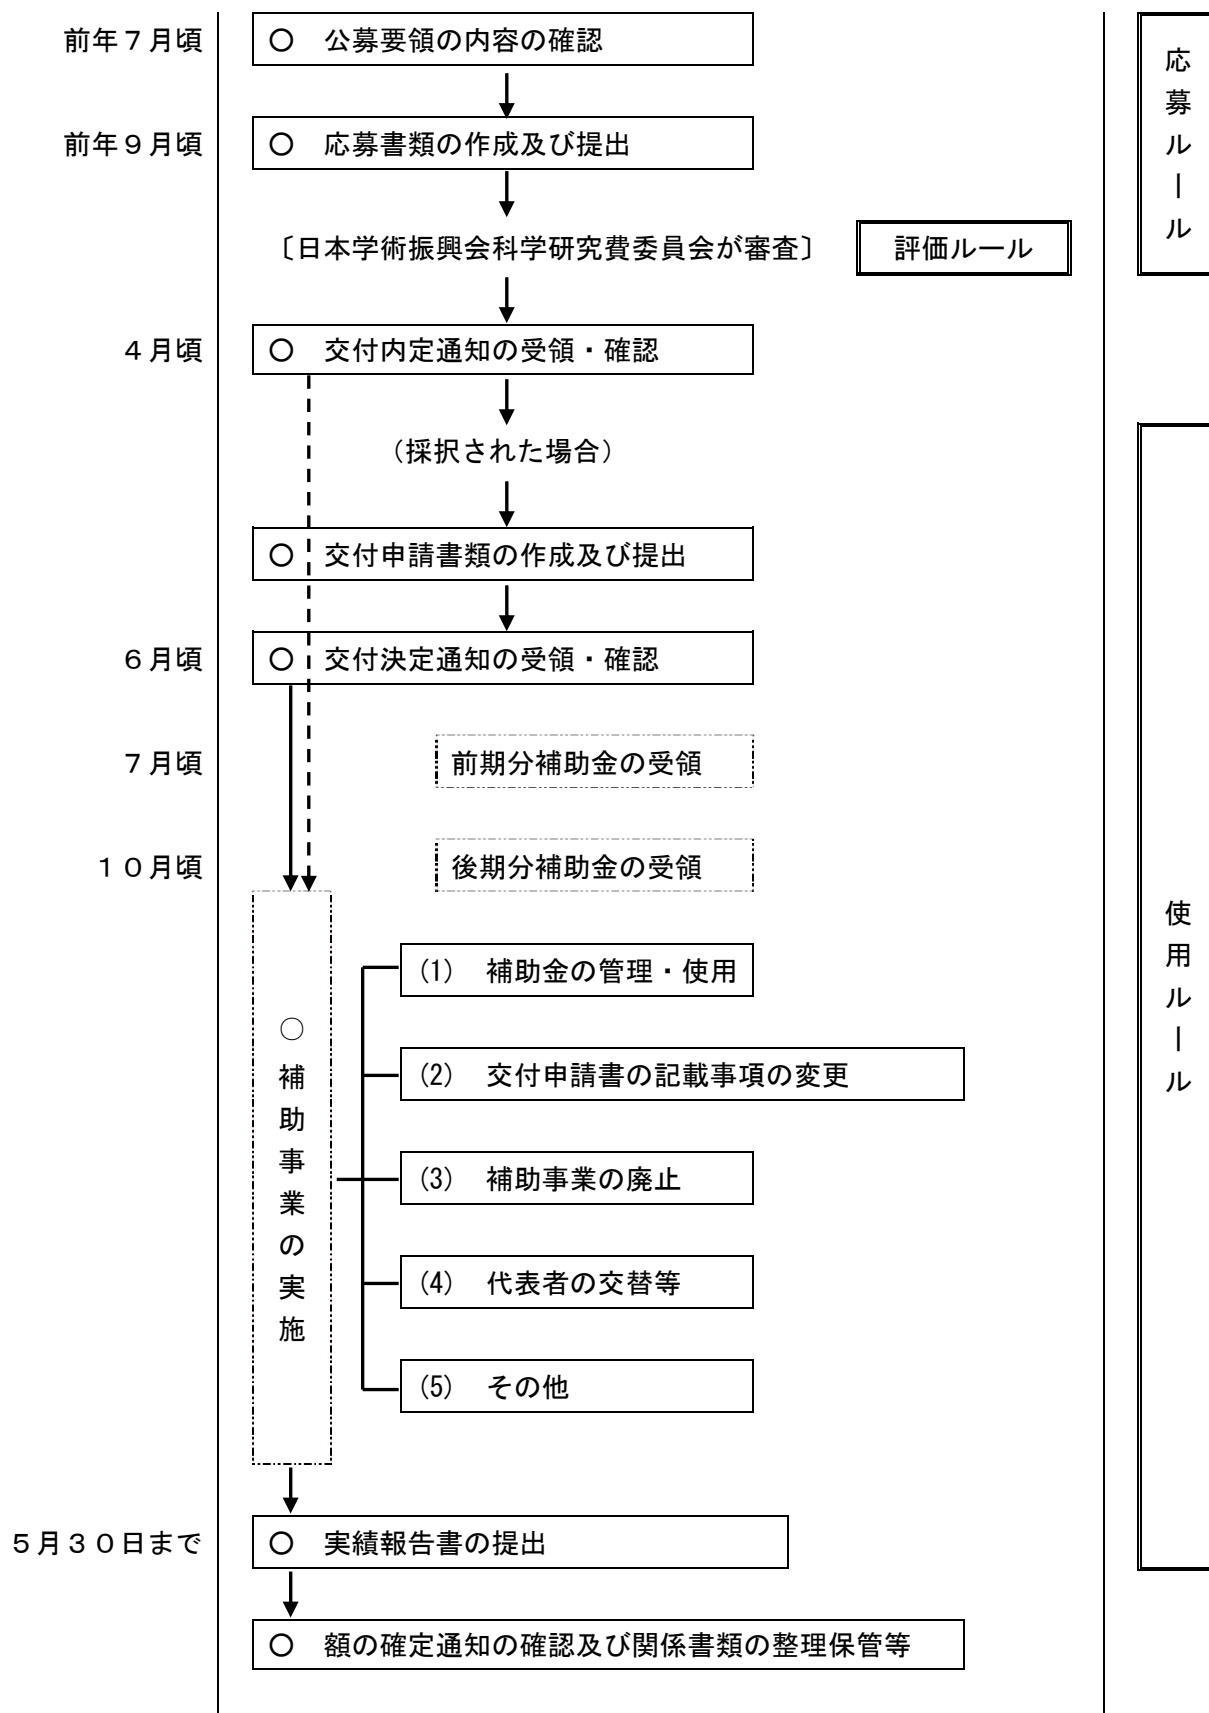 前年７月頃
○　公募要領の内容の確認
前年９月頃
○　応募書類の作成及び提出
〔日本学術振興会科学研究費委員会が審査〕
評価ルール
応募ルール
４月頃
○　交付内定通知の受領・確認
（採択された場合）
○　交付申請書類の作成及び提出
６月頃
○　交付決定通知の受領・確認
７月頃
前期分補助金の受領
１０月頃
後期分補助金の受領
○補助事業の実施
(1)　補助金の管理・使用
(2)　交付申請書の記載事項の変更
(3)　補助事業の廃止
(4)　代表者の交替等
(5)　その他
使用ルール
５月３０日まで
○　実績報告書の提出
○　額の確定通知の確認及び関係書類の整理保管等